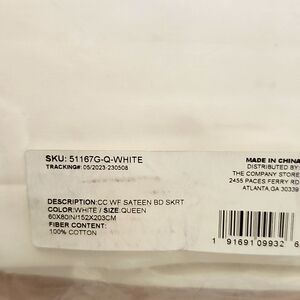 SKU: 51167G-Q-WHITE
TRACKING#: 05/2023-230508
MADE IN CHINA
DISTRIBUTED BY:
THE COMPANY STORE
2455 PACES FERRY RD
ATLANTA, GA 30339
DESCRIPTION:CC WF SATEEN BD SKRT
COLOR:WHITE / SIZE:QUEEN
60X80IN/152X203CM
FIBER CONTENT:
100% COTTON
1 91691 09932 6